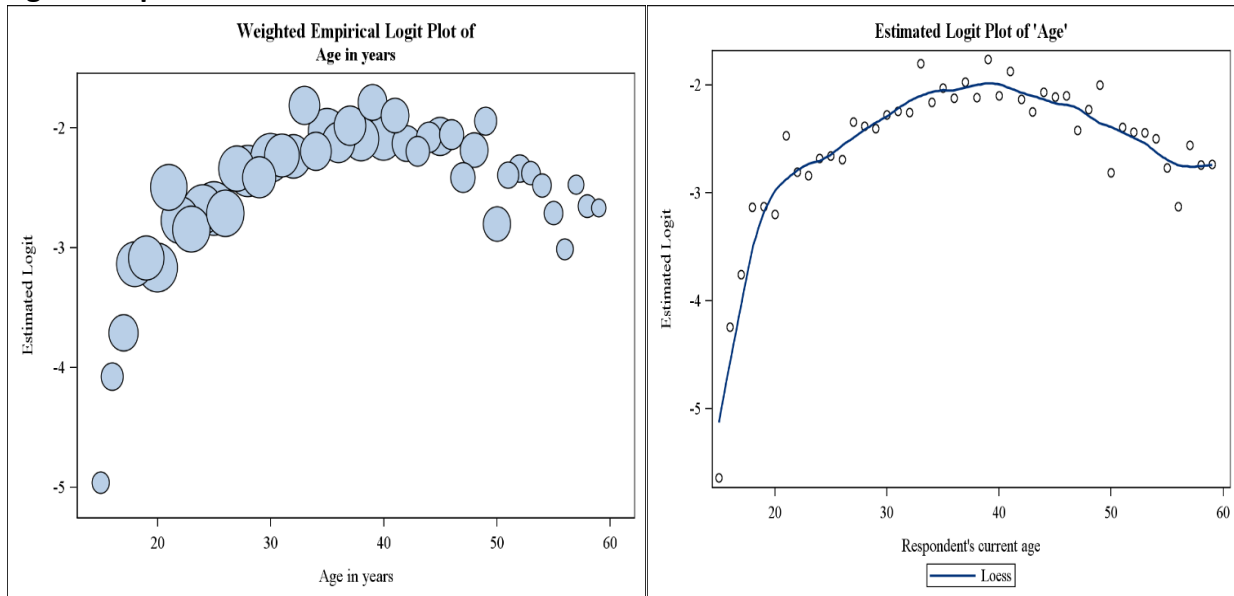 Weighted Empirical Logit Plot of
Age in years
Estimated Logit
-2
-3
-4
-5
20 30 40 50 60
Age in years
Estimated Logit Plot of 'Age'
Estimated Logit
-2
-3
-4
-5
20 30 40 50 60
Respondent's current age
Loess